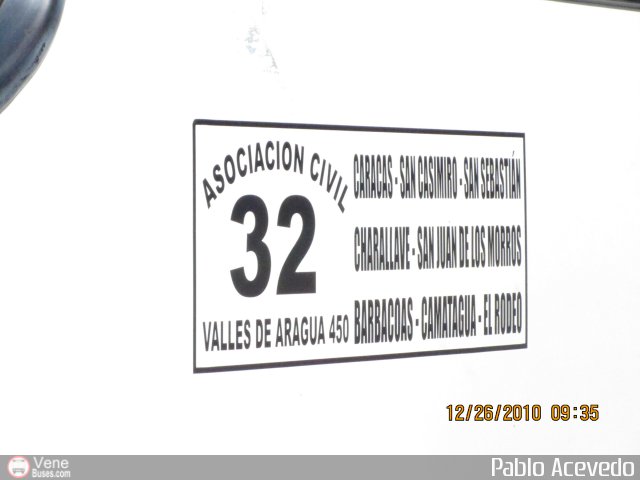 ASOCIACION CIVIL
32
VALLES DE ARAGUA 450
CARACAS - SAN CASIMIRO - SAN SEBASTIÁN
CHARALLAVE - SAN JUAN DE LOS MORROS
BARBACOAS - CAMATAGUA - EL RODEO
12/26/2010 09:35
Vene
Buses.com
Pablo Acevedo